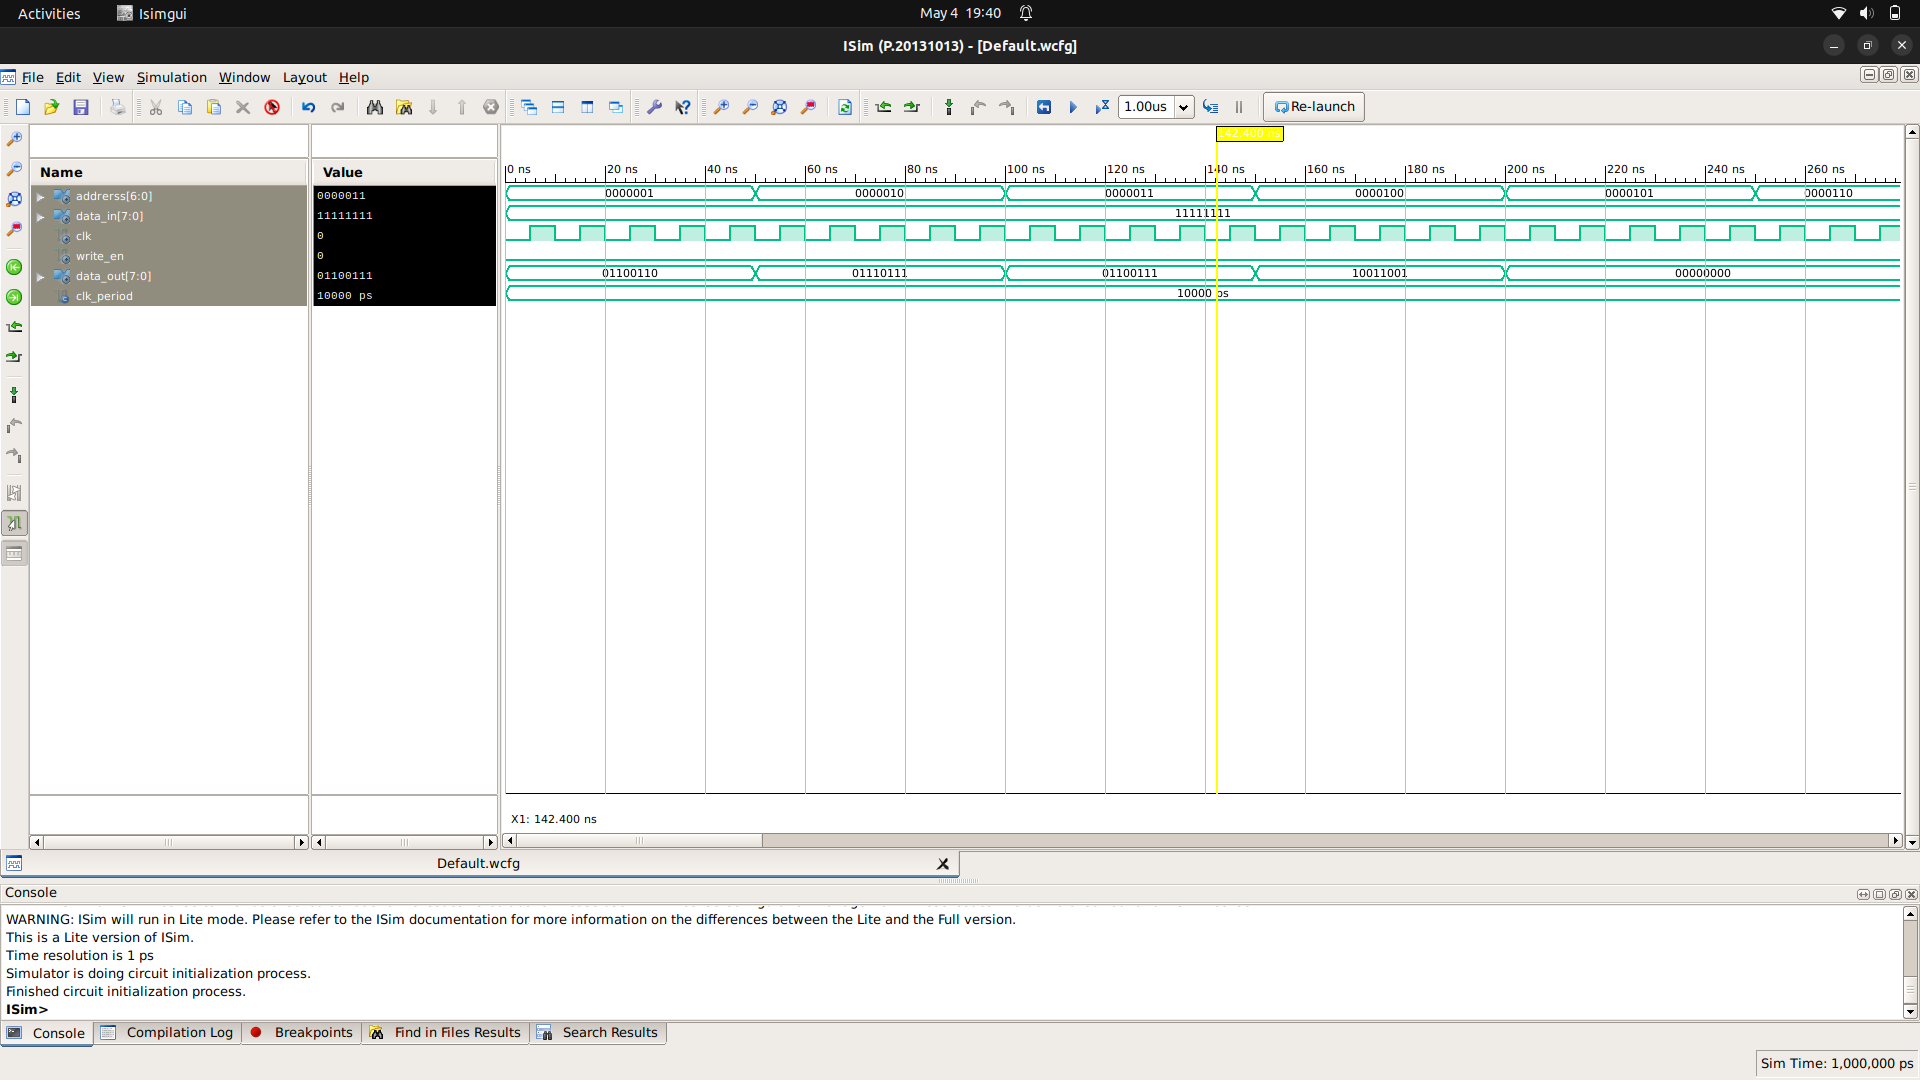 Activities Isimgui May 4 19:40
ISim (P.20131013) - [Default.wcfg]
File Edit View Simulation Window Layout Help
1.00us Re-launch
142.400 ns
Name Value
0 ns 20 ns 40 ns 60 ns 80 ns 100 ns 120 ns 140 ns 160 ns 180 ns 200 ns 220 ns 240 ns 260 ns
addrerss[6:0] 0000011 0000001 0000010 0000011 0000100 0000101 0000110
data_in[7:0] 11111111 11111111
clk 0
write_en 0
data_out[7:0] 01100111 01100110 01110111 01100111 10011001 00000000
clk_period 10000 ps 10000 ps
X1: 142.400 ns
Default.wcfg
Console
WARNING: ISim will run in Lite mode. Please refer to the ISim documentation for more information on the differences between the Lite and the Full version.
This is a Lite version of ISim.
Time resolution is 1 ps
Simulator is doing circuit initialization process.
Finished circuit initialization process.
ISim>
Console Compilation Log Breakpoints Find in Files Results Search Results
Sim Time: 1,000,000 ps